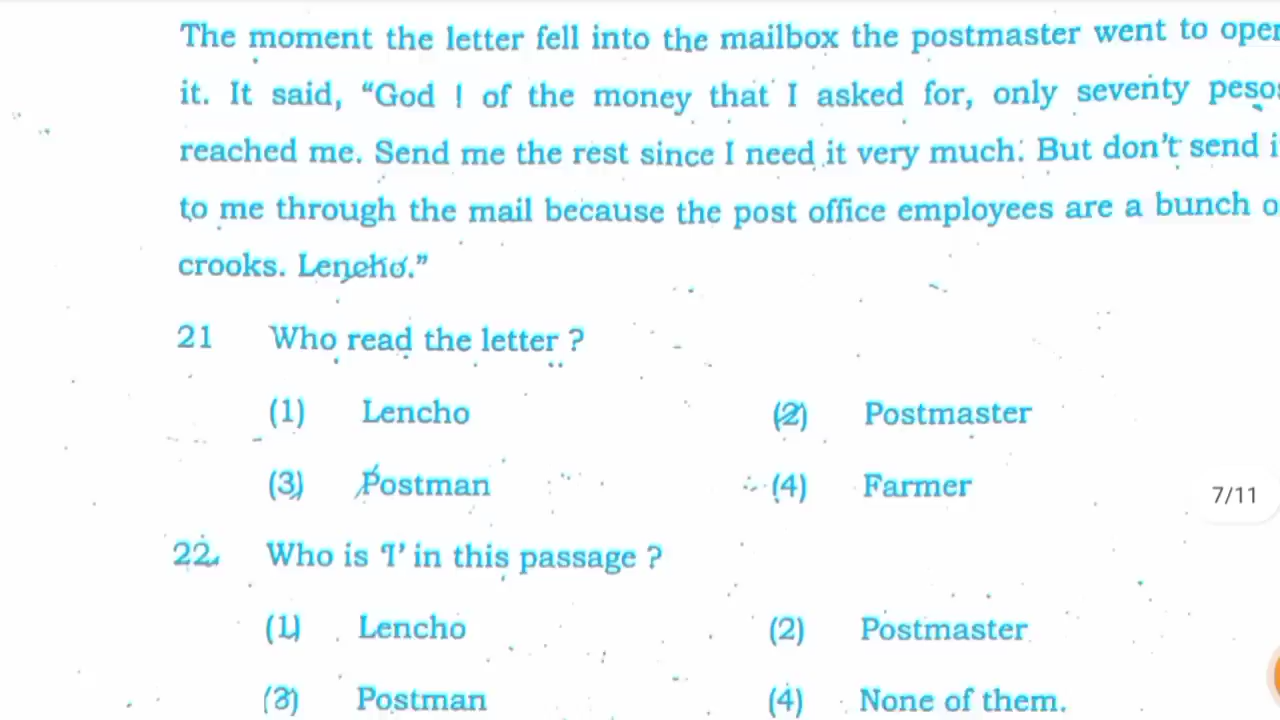 The moment the letter fell into the mailbox the postmaster went to oper
it. It said, “God ! of the money that I asked for, only seventy pesos
reached me. Send me the rest since I need it very much. But don’t send i
to me through the mail because the post office employees are a bunch o
crooks. Lencho.”
21 Who read the letter ?
(1) Lencho (2) Postmaster
(3) Postman (4) Farmer
7/11
22. Who is ‘I’ in this passage ?
(1) Lencho (2) Postmaster
(3) Postman (4) None of them.